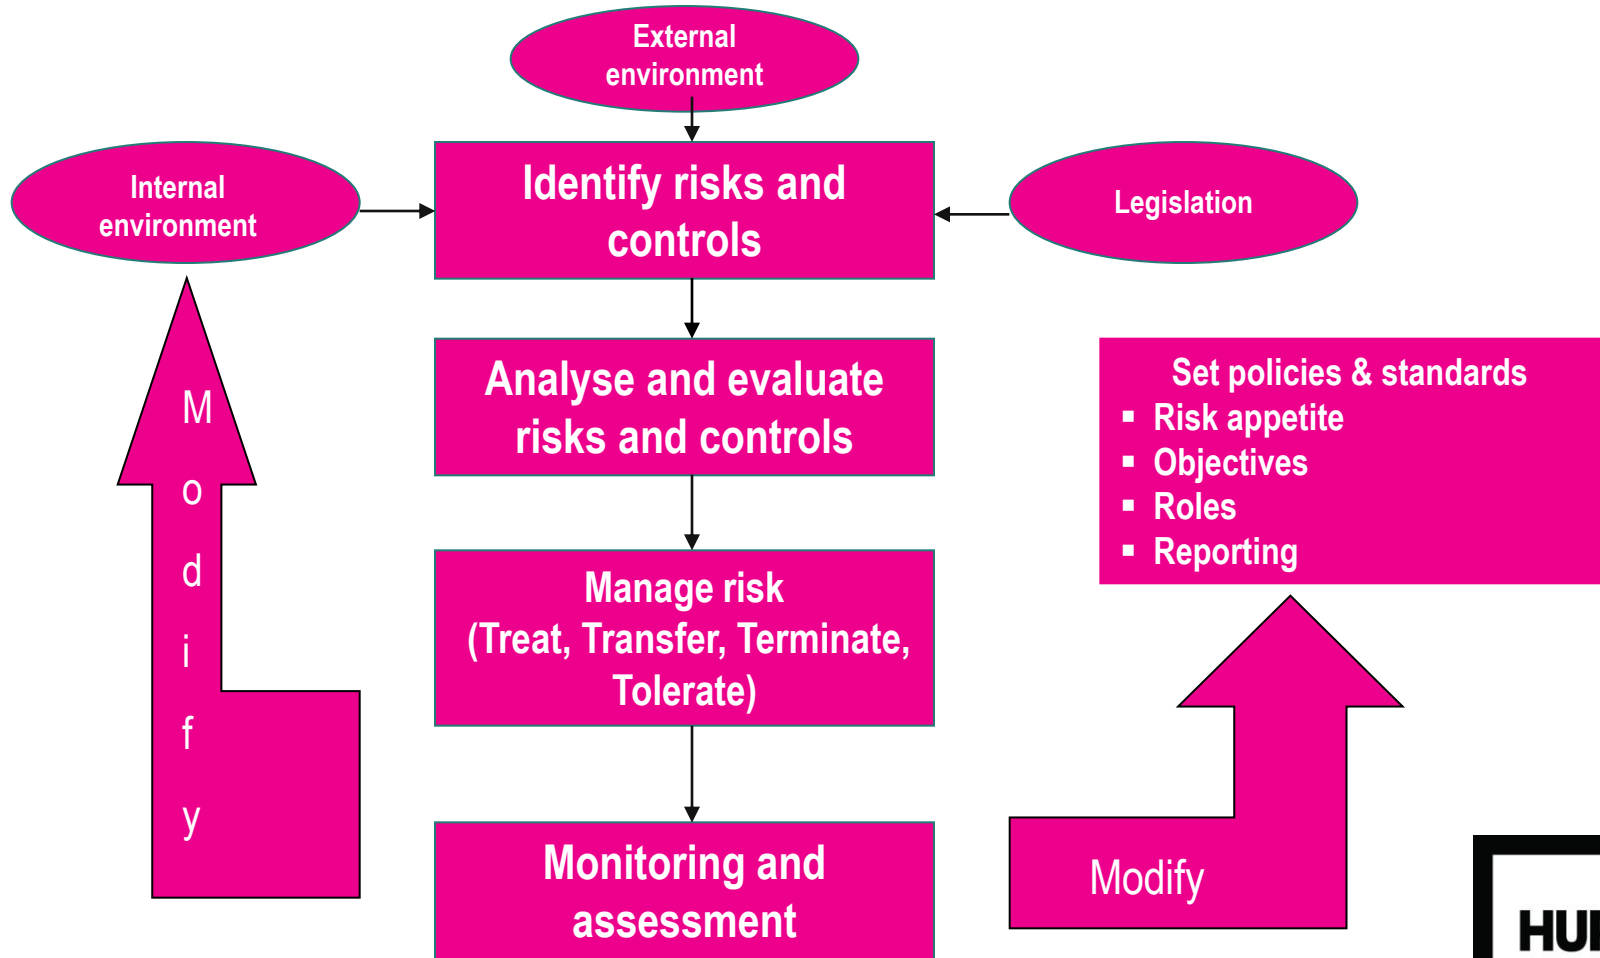 External
environment
Internal
environment
Identify risks and
controls
Legislation
Analyse and evaluate
risks and controls
Set policies & standards
▪ Risk appetite
▪ Objectives
▪ Roles
▪ Reporting
M
o
d
i
f
y
Manage risk
(Treat, Transfer, Terminate,
Tolerate)
Monitoring and
assessment
Modify